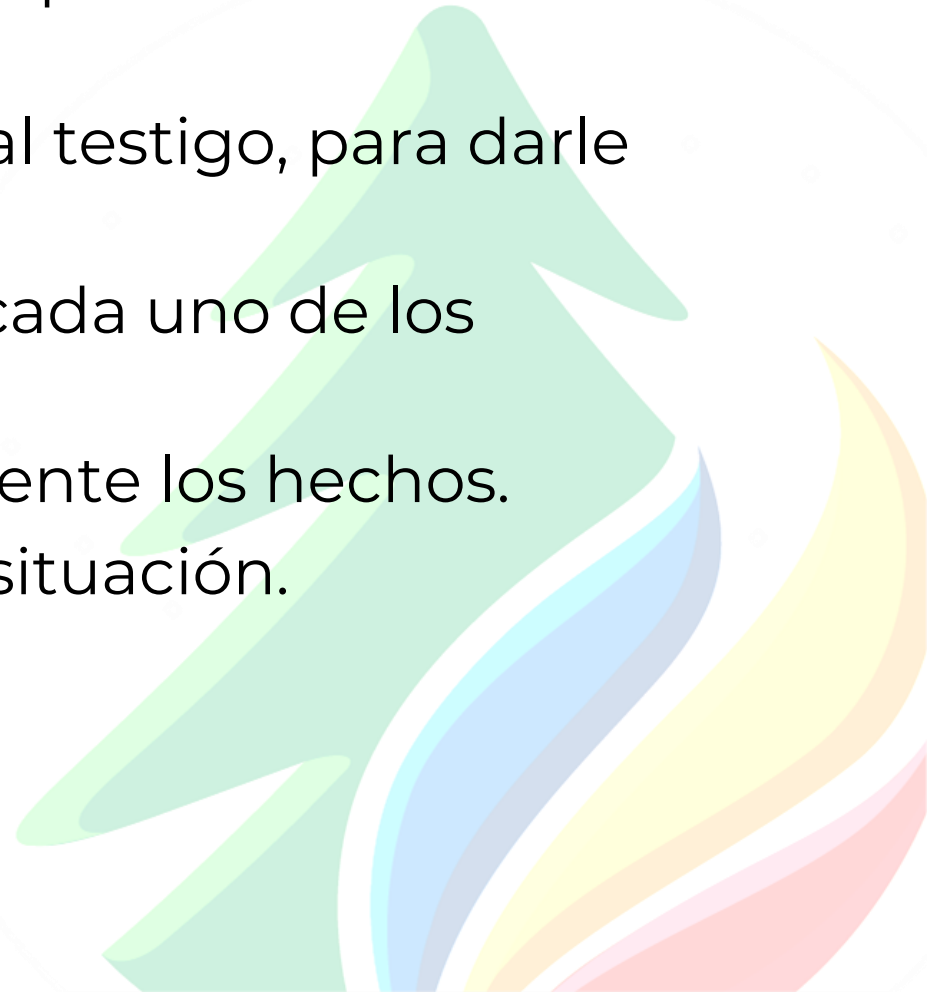 al testigo, para darle
cada uno de los
ente los hechos.
situación.